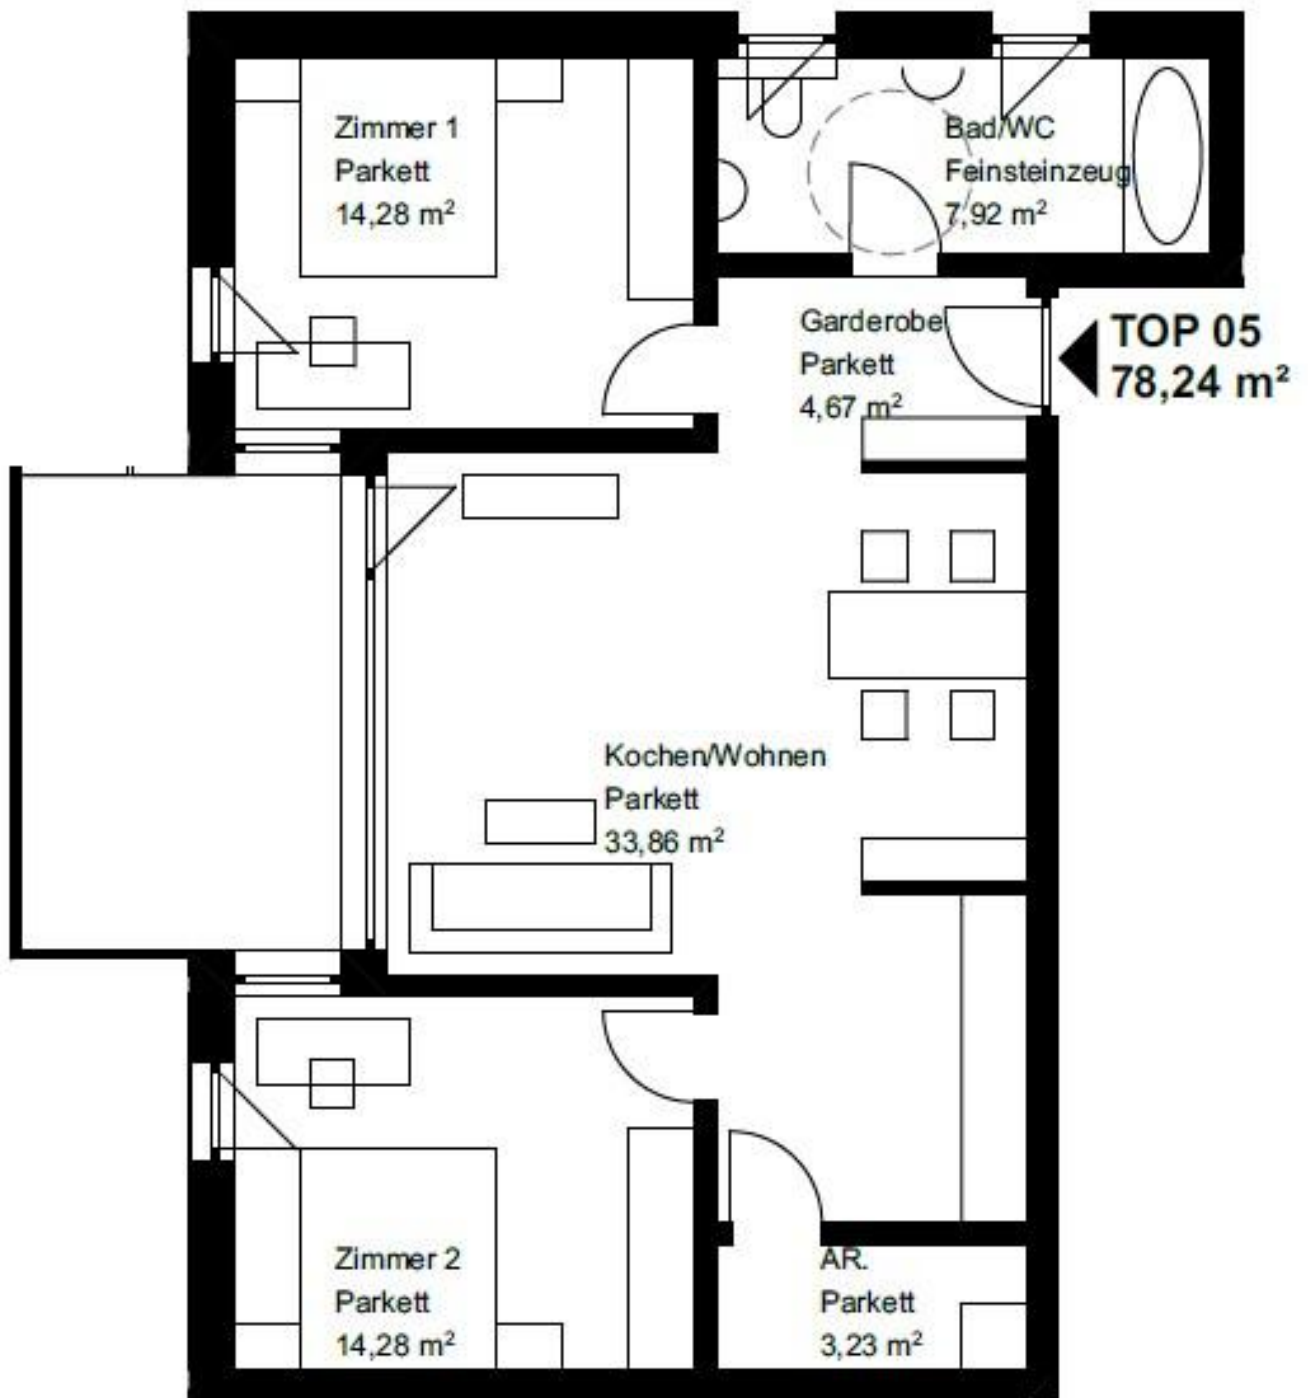 Zimmer 1
Parkett
14,28 m²
Bad/WC
Feinsteinzeug
7,92 m²
Garderobe
Parkett
4,67 m²
TOP 05
78,24 m²
Kochen/Wohnen
Parkett
33,86 m²
Zimmer 2
Parkett
14,28 m²
AR.
Parkett
3,23 m²